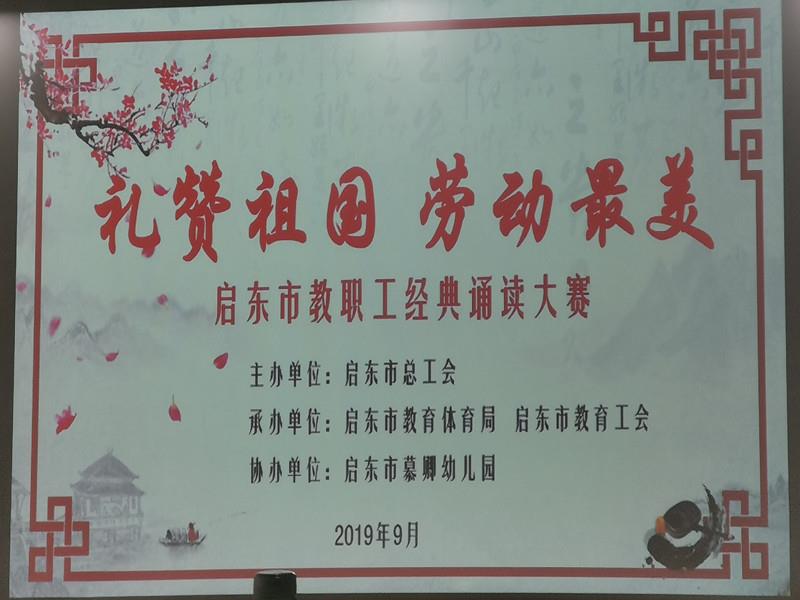 礼赞祖国 劳动最美
启东市教职工经典诵读大赛
主办单位：启东市总工会
承办单位：启东市教育体育局 启东市教育工会
协办单位：启东市慕卿幼儿园
2019年9月